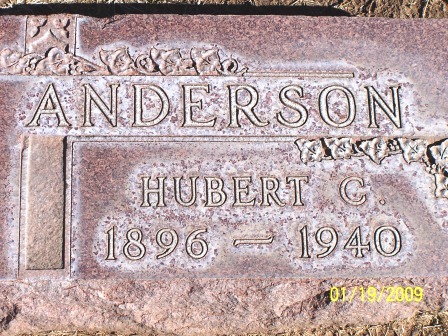 ANDERSON
HUBERT C.
1896 — 1940
01/19/2009